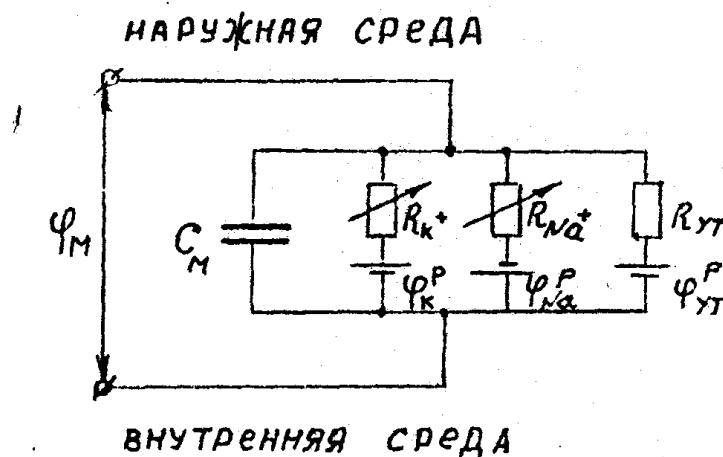 НАРУЖНАЯ СРЕДА
φм
Cм
Rк+
RNa+
Rут
φкр
φNaр
φутр
ВНУТРЕННЯЯ СРЕДА